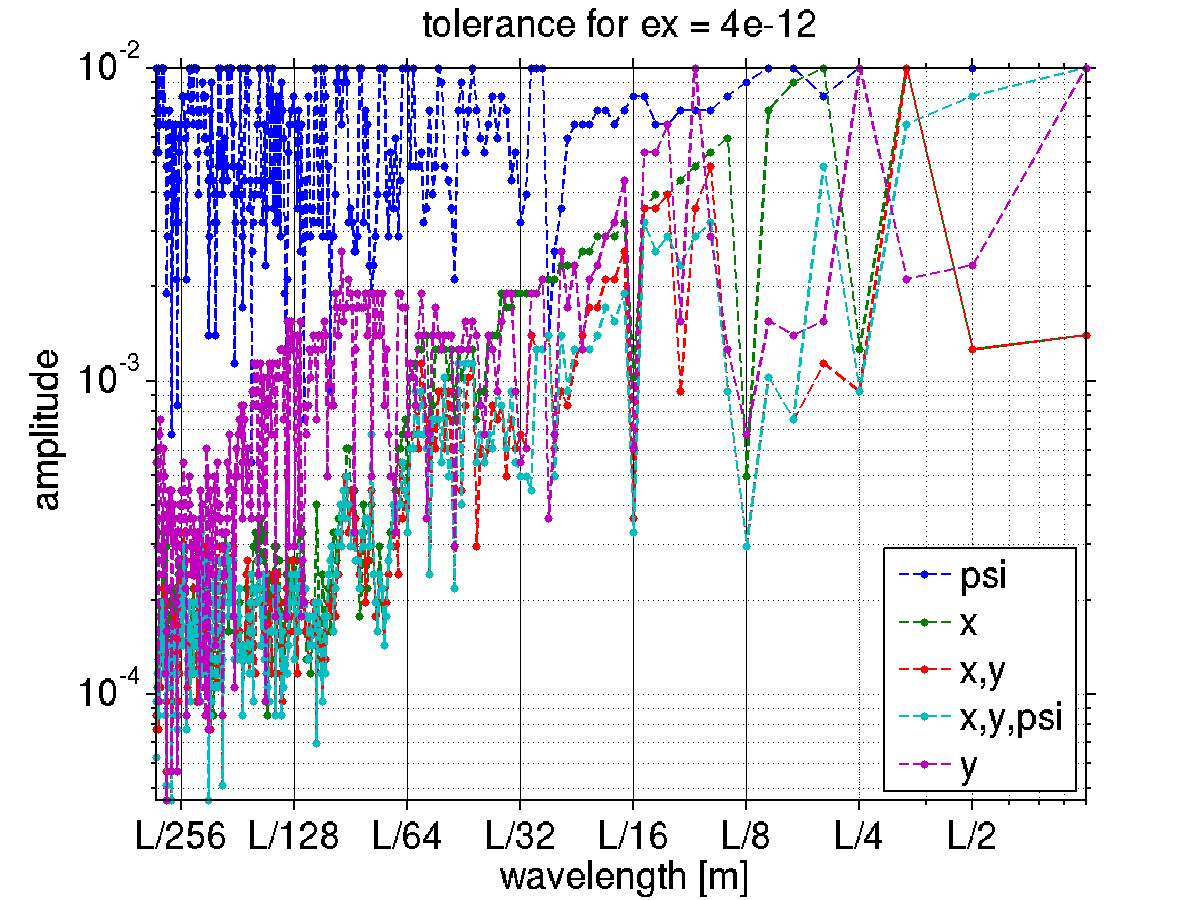 tolerance for ex = 4e-12
10^-2
10^-3
10^-4
amplitude
psi
x
x,y
x,y,psi
y
L/256 L/128 L/64 L/32 L/16 L/8 L/4 L/2
wavelength [m]